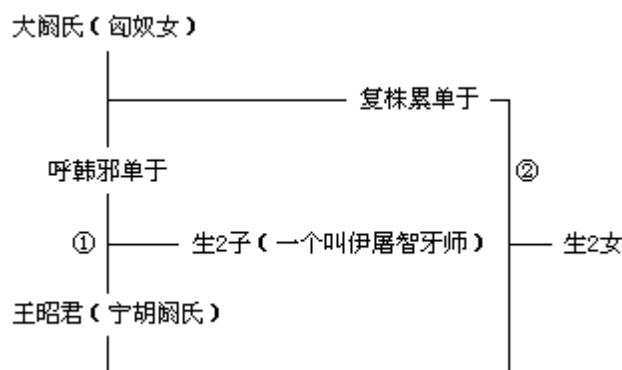 大阏氏（匈奴女）
复株累单于
呼韩邪单于
②
①
生2子（一个叫伊屠智牙师）
生2女
王昭君（宁胡阏氏）